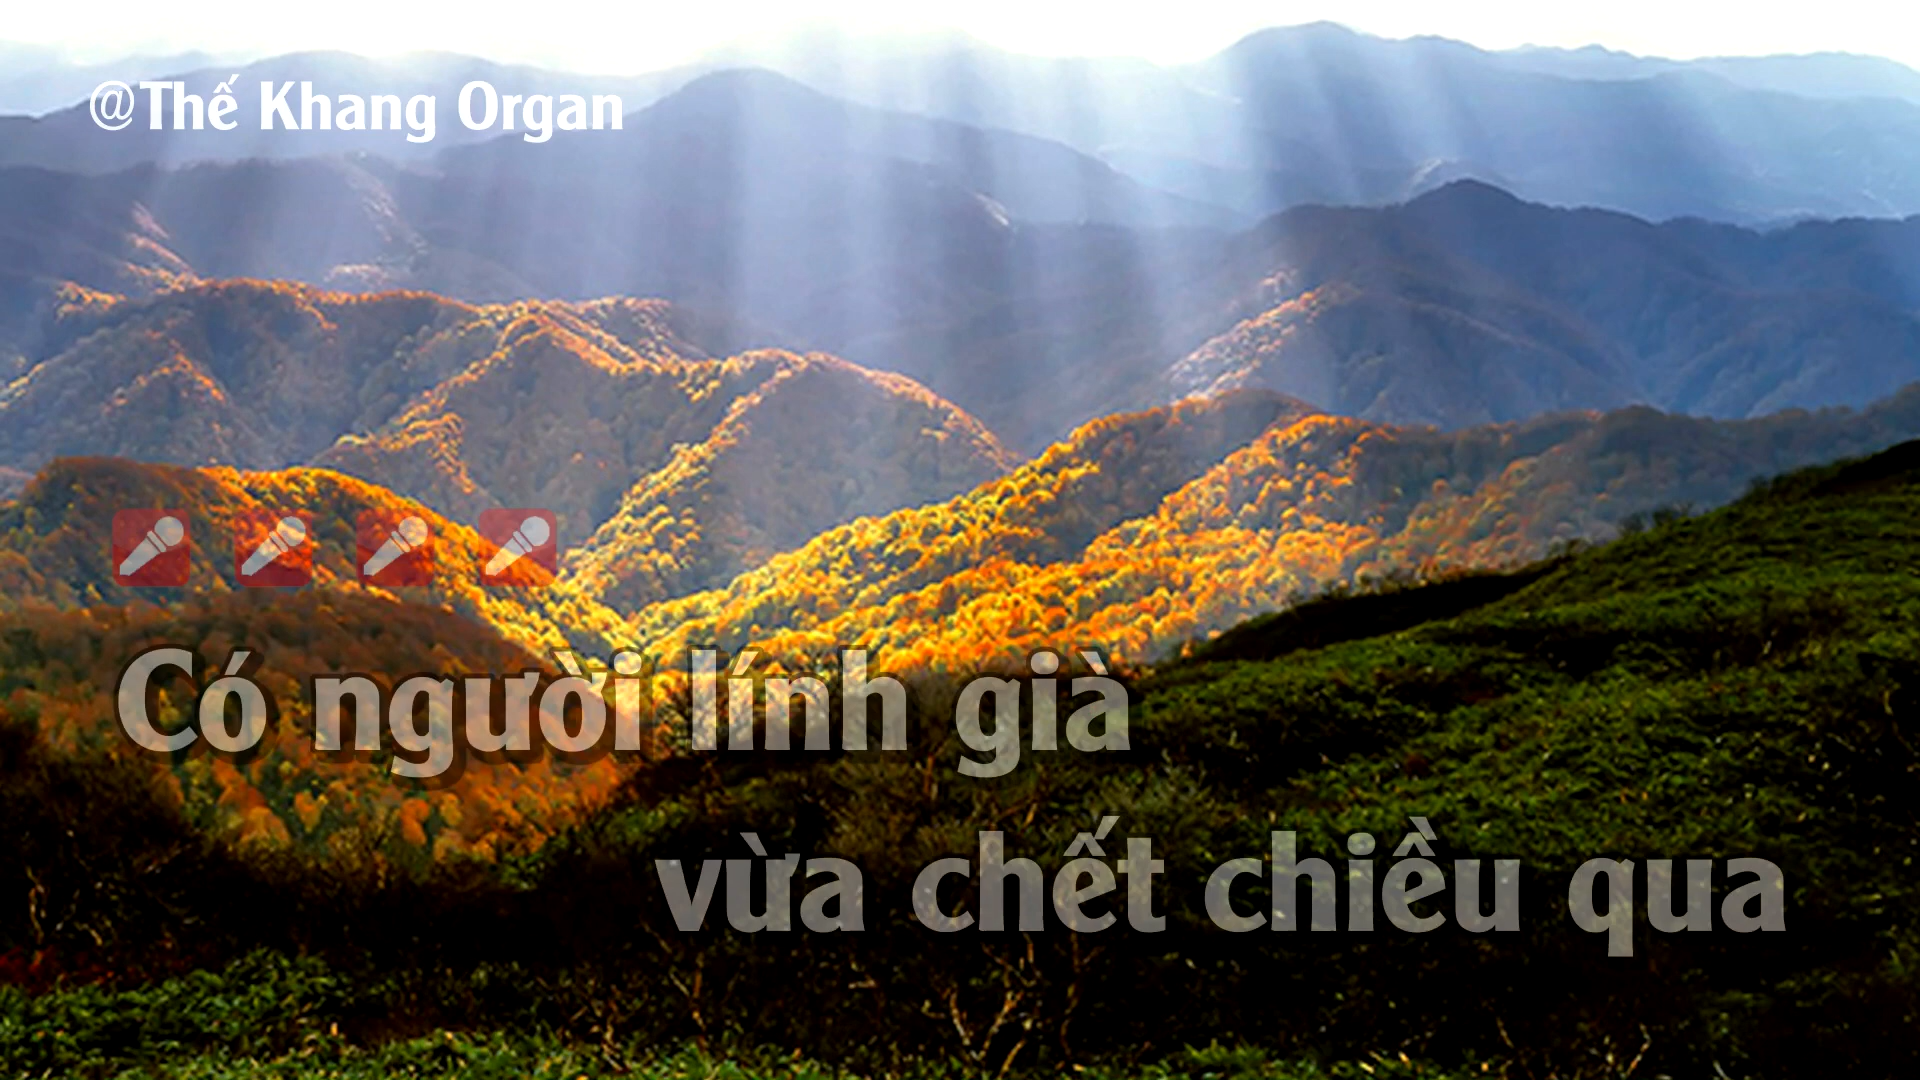 @Thế Khang Organ
Có người lính già
vừa chết chiều qua